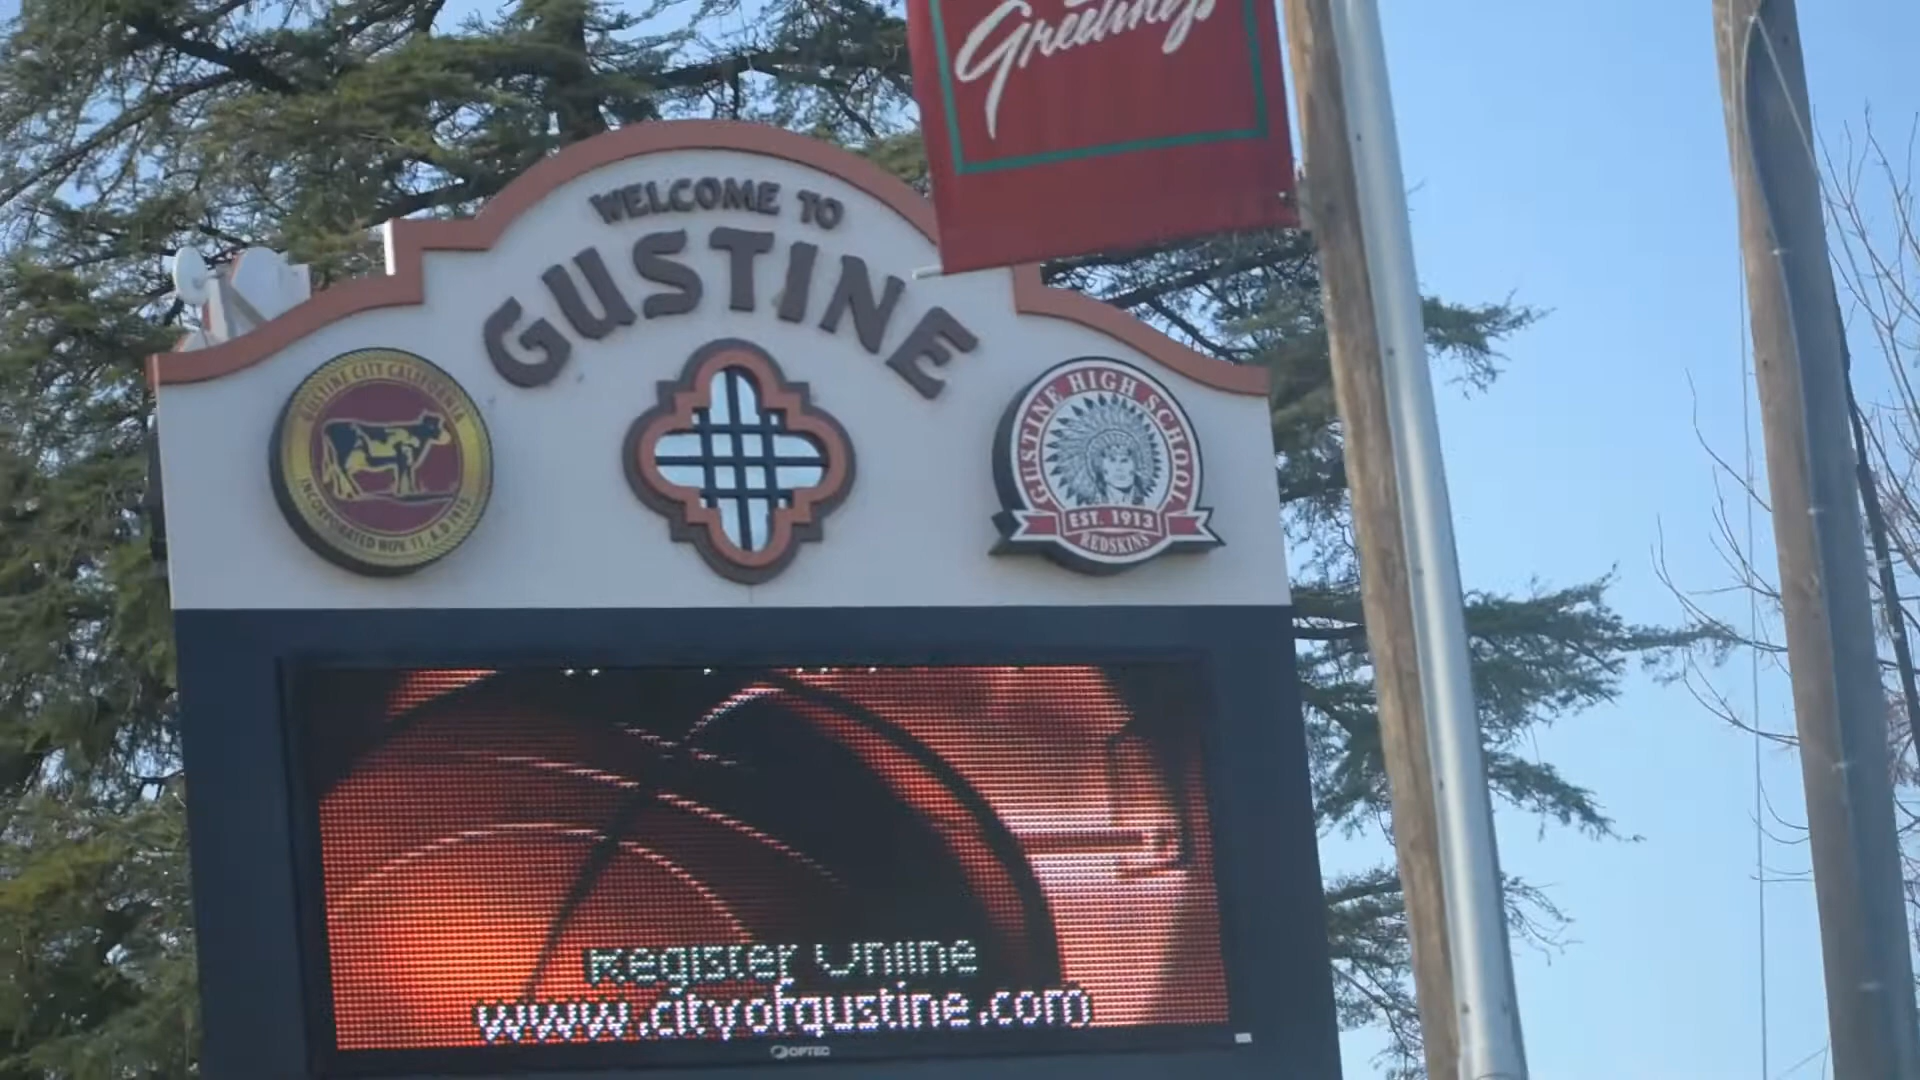 Greetings
WELCOME TO
GUSTINE
GUSTINE CITY CALIFORNIA
INCORPORATED NOV. 11, A.D 1915
GUSTINE HIGH SCHOOL
EST. 1913
REDSKINS
Register Online
www.cityofgustine.com
OPTEC